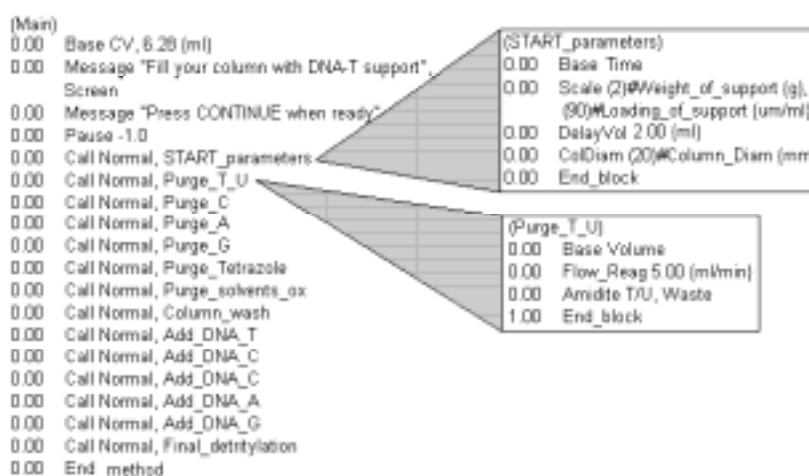 (Main)
0.00 Base CV, 6.28 (ml)
0.00 Message "Fill your column with DNA-T support",
Screen
0.00 Message "Press CONTINUE when ready"
0.00 Pause -1.0
0.00 Call Normal, START_parameters
0.00 Call Normal, Purge_T_U
0.00 Call Normal, Purge_C
0.00 Call Normal, Purge_A
0.00 Call Normal, Purge_G
0.00 Call Normal, Purge_Tetrazole
0.00 Call Normal, Purge_solvents_ox
0.00 Call Normal, Column_wash
0.00 Call Normal, Add_DNA_T
0.00 Call Normal, Add_DNA_C
0.00 Call Normal, Add_DNA_C
0.00 Call Normal, Add_DNA_A
0.00 Call Normal, Add_DNA_G
0.00 Call Normal, Final_detritylation
0.00 End_method
(START_parameters)
0.00 Base Time
0.00 Scale (2)#Weight_of_support (g),
(90)#Loading_of_support (um/ml)
0.00 DelayVol 2.00 (ml)
0.00 ColDiam (20)#Column_Diam (mm
0.00 End_block
(Purge_T_U)
0.00 Base Volume
0.00 Flow_Reag 5.00 (ml/min)
0.00 Amidite T/U, Waste
1.00 End_block